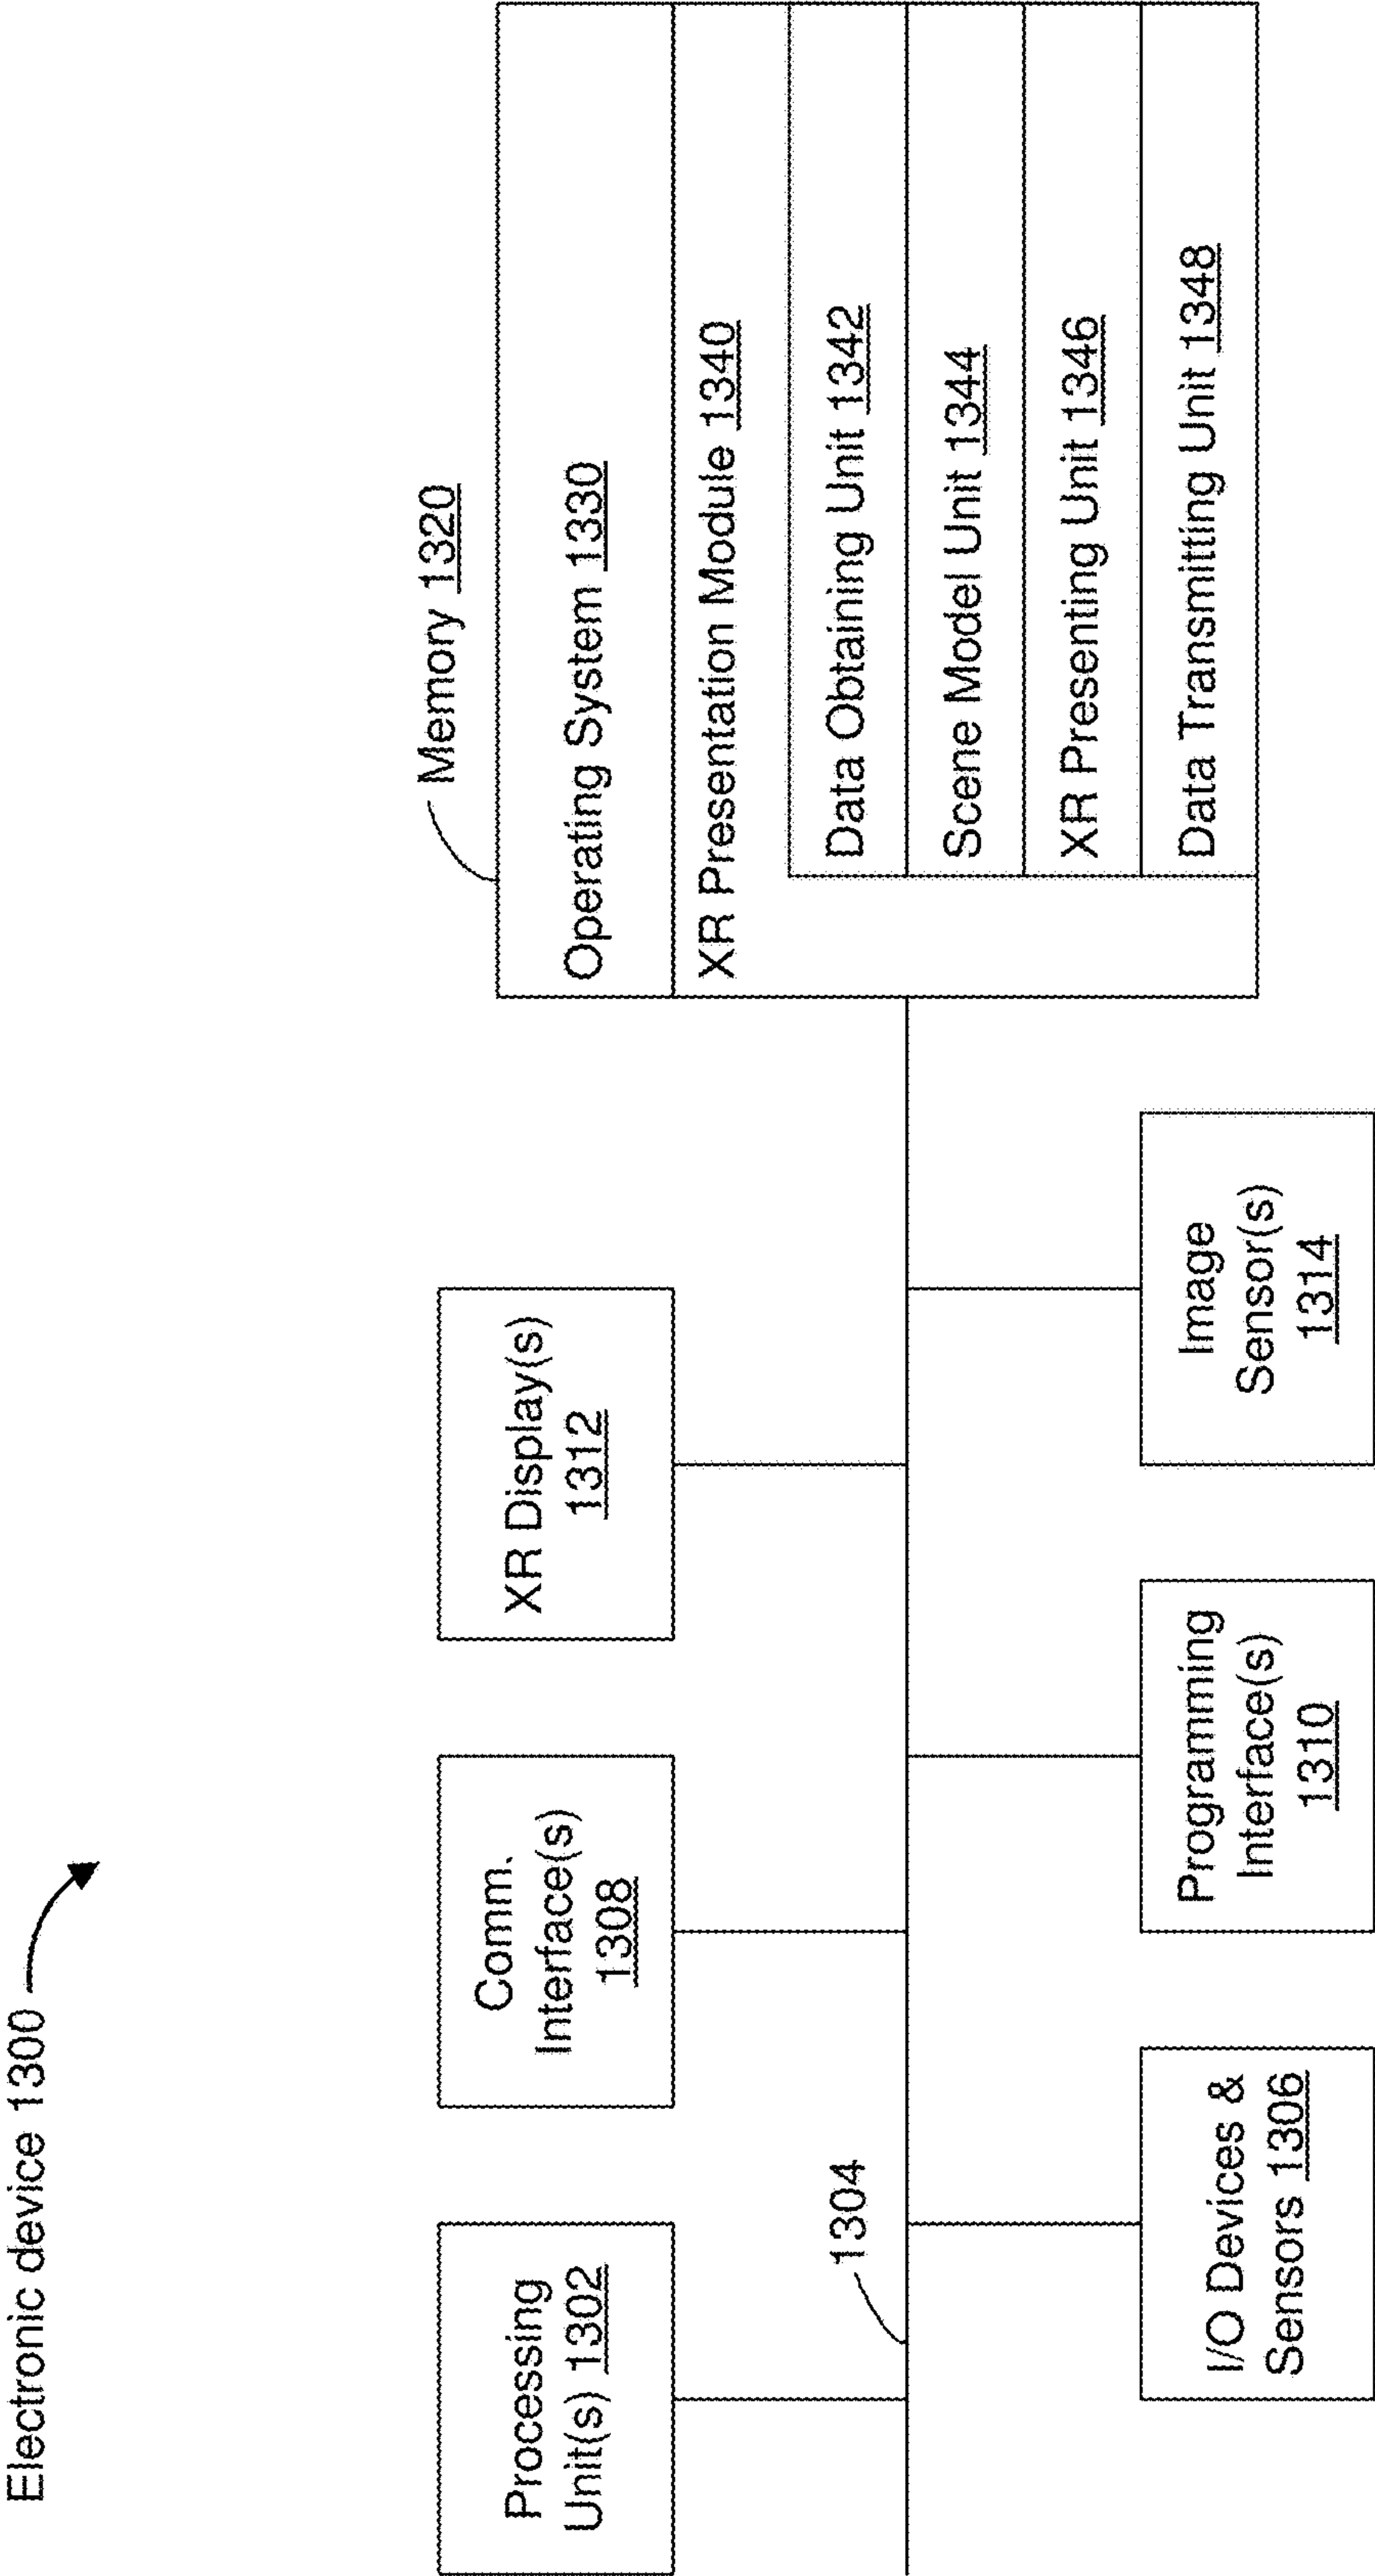 Electronic device 1300
Processing
Unit(s) 1302
Comm.
Interface(s)
1308
XR Display(s)
1312
Memory 1320
Operating System 1330
XR Presentation Module 1340
Data Obtaining Unit 1342
Scene Model Unit 1344
XR Presenting Unit 1346
Data Transmitting Unit 1348
1304
I/O Devices &
Sensors 1306
Programming
Interface(s)
1310
Image
Sensor(s)
1314